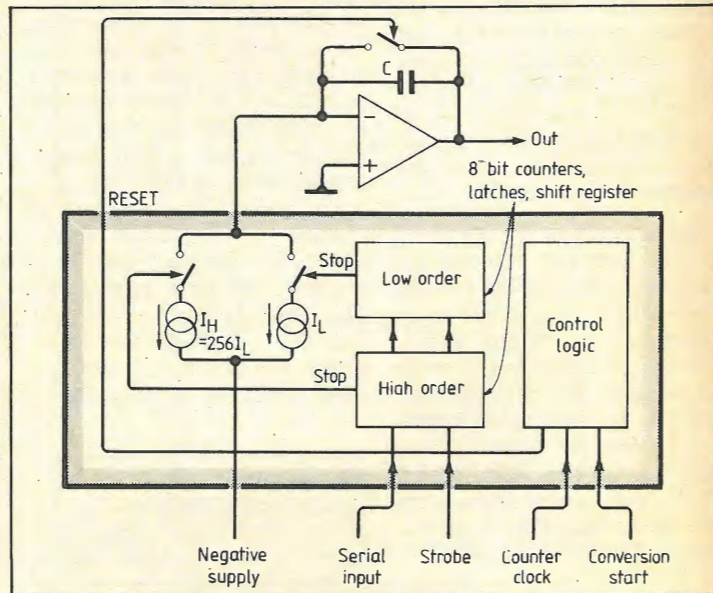 C
−
+
Out
8-bit counters,
latches, shift register
RESET
Stop
Low order
I_H
=256I_L
I_L
Control
logic
Stop
High order
Negative
supply
Serial
input
Strobe
Counter
clock
Conversion
start